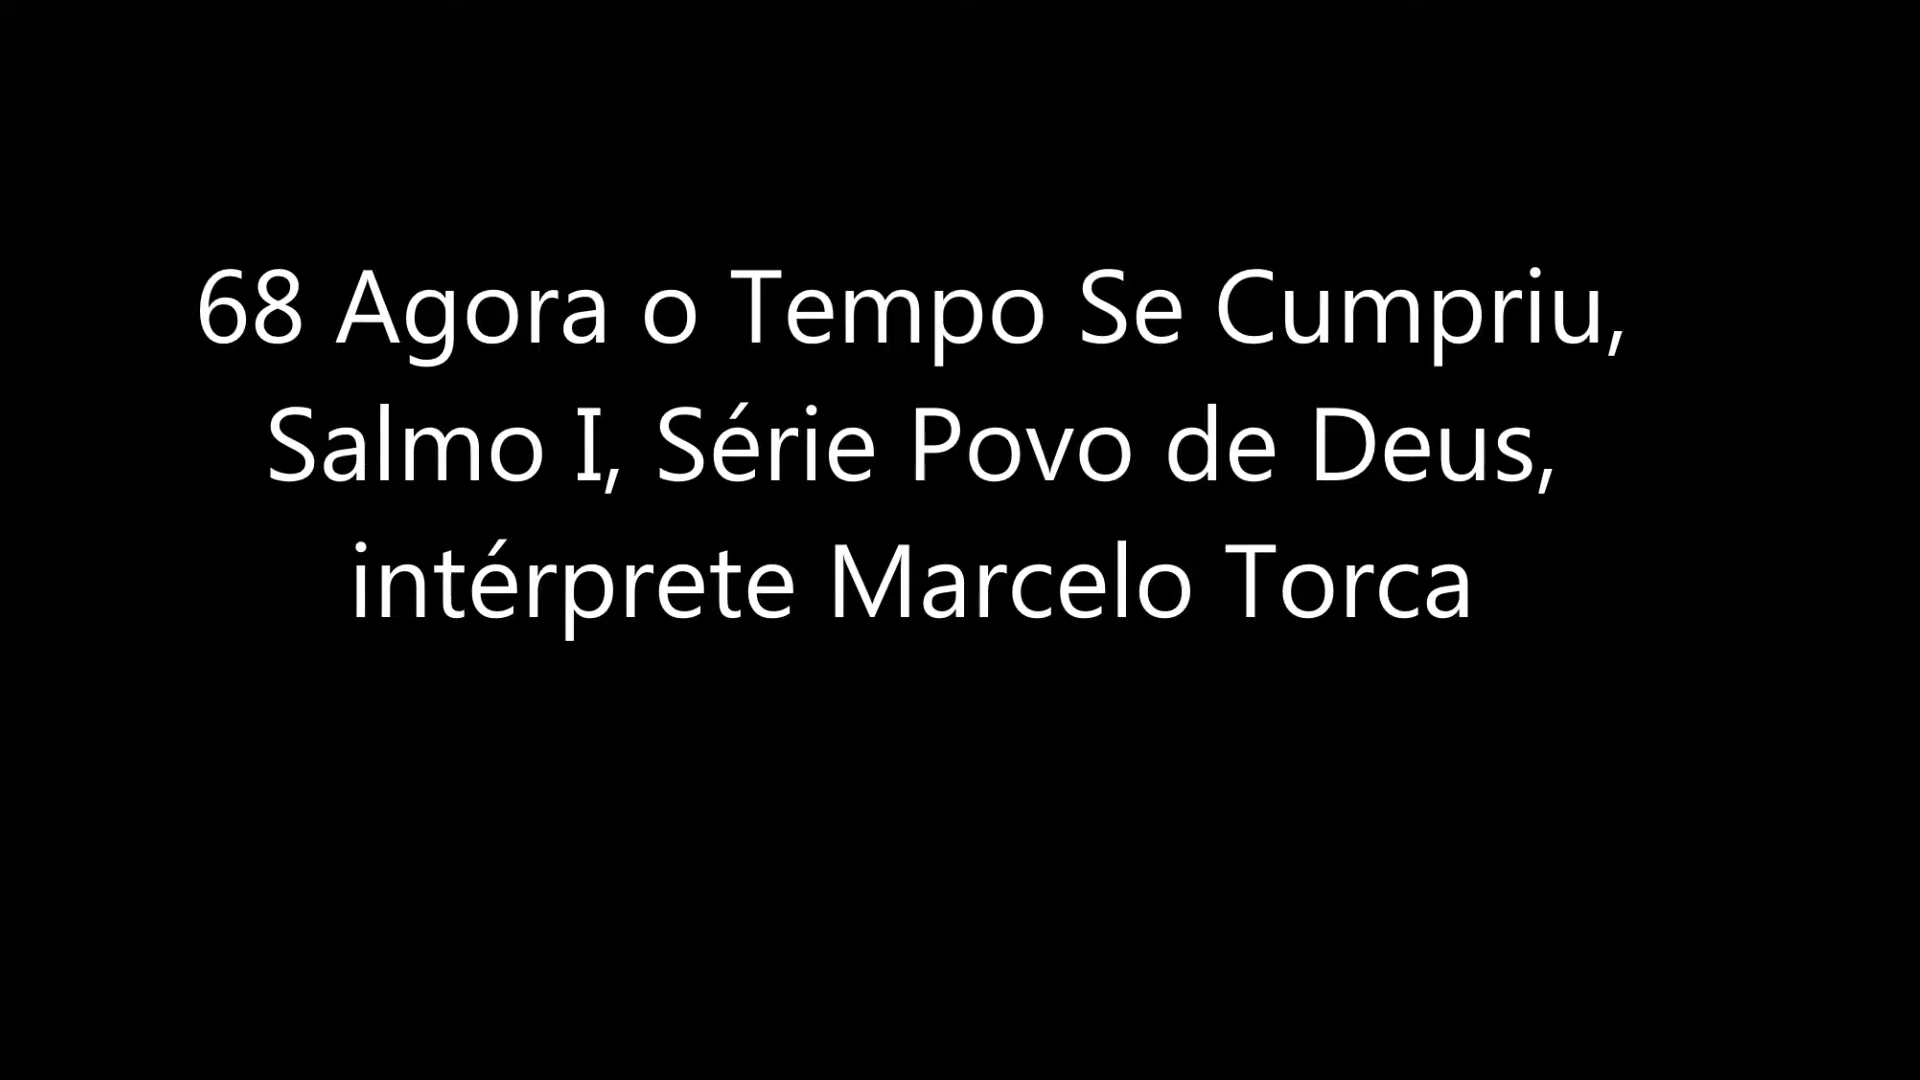 68 Agora o Tempo Se Cumpriu,
Salmo I, Série Povo de Deus,
intérprete Marcelo Torca